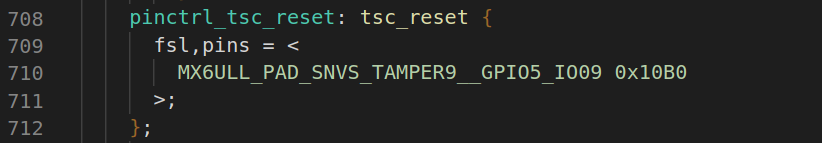 708 pinctrl_tsc_reset: tsc_reset {
709 fsl,pins = <
710 MX6ULL_PAD_SNVS_TAMPER9__GPIO5_IO09 0x10B0
711 >;
712 };